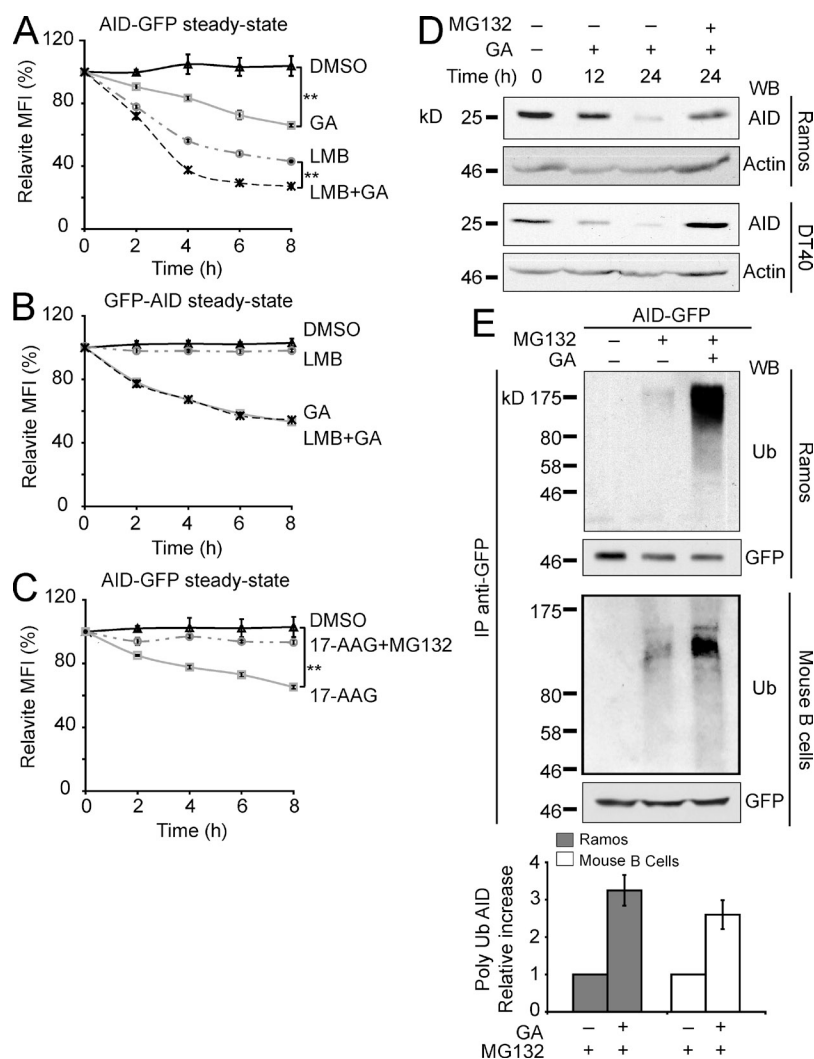 A
AID-GFP steady-state
Relavite MFI (%)
120
80
40
0
0 2 4 6 8
Time (h)
DMSO
**
GA
LMB
**
LMB+GA
B
GFP-AID steady-state
Relavite MFI (%)
120
80
40
0
0 2 4 6 8
Time (h)
DMSO
LMB
GA
LMB+GA
C
AID-GFP steady-state
Relavite MFI (%)
120
80
40
0
0 2 4 6 8
Time (h)
DMSO
17-AAG+MG132
**
17-AAG
D
MG132 – – – +
GA – + + +
Time (h) 0 12 24 24
WB
kD 25 AID
46 Actin
Ramos
25 AID
46 Actin
DT40
E
AID-GFP
MG132 – + +
GA – – +
WB
IP anti-GFP
kD 175
80
58
46
Ub
46 GFP
Ramos
175
80
58
46
Ub
46 GFP
Mouse B cells
Ramos
Mouse B Cells
Poly Ub AID
Relative increase
4
3
2
1
0
GA – + – +
MG132 + + + +